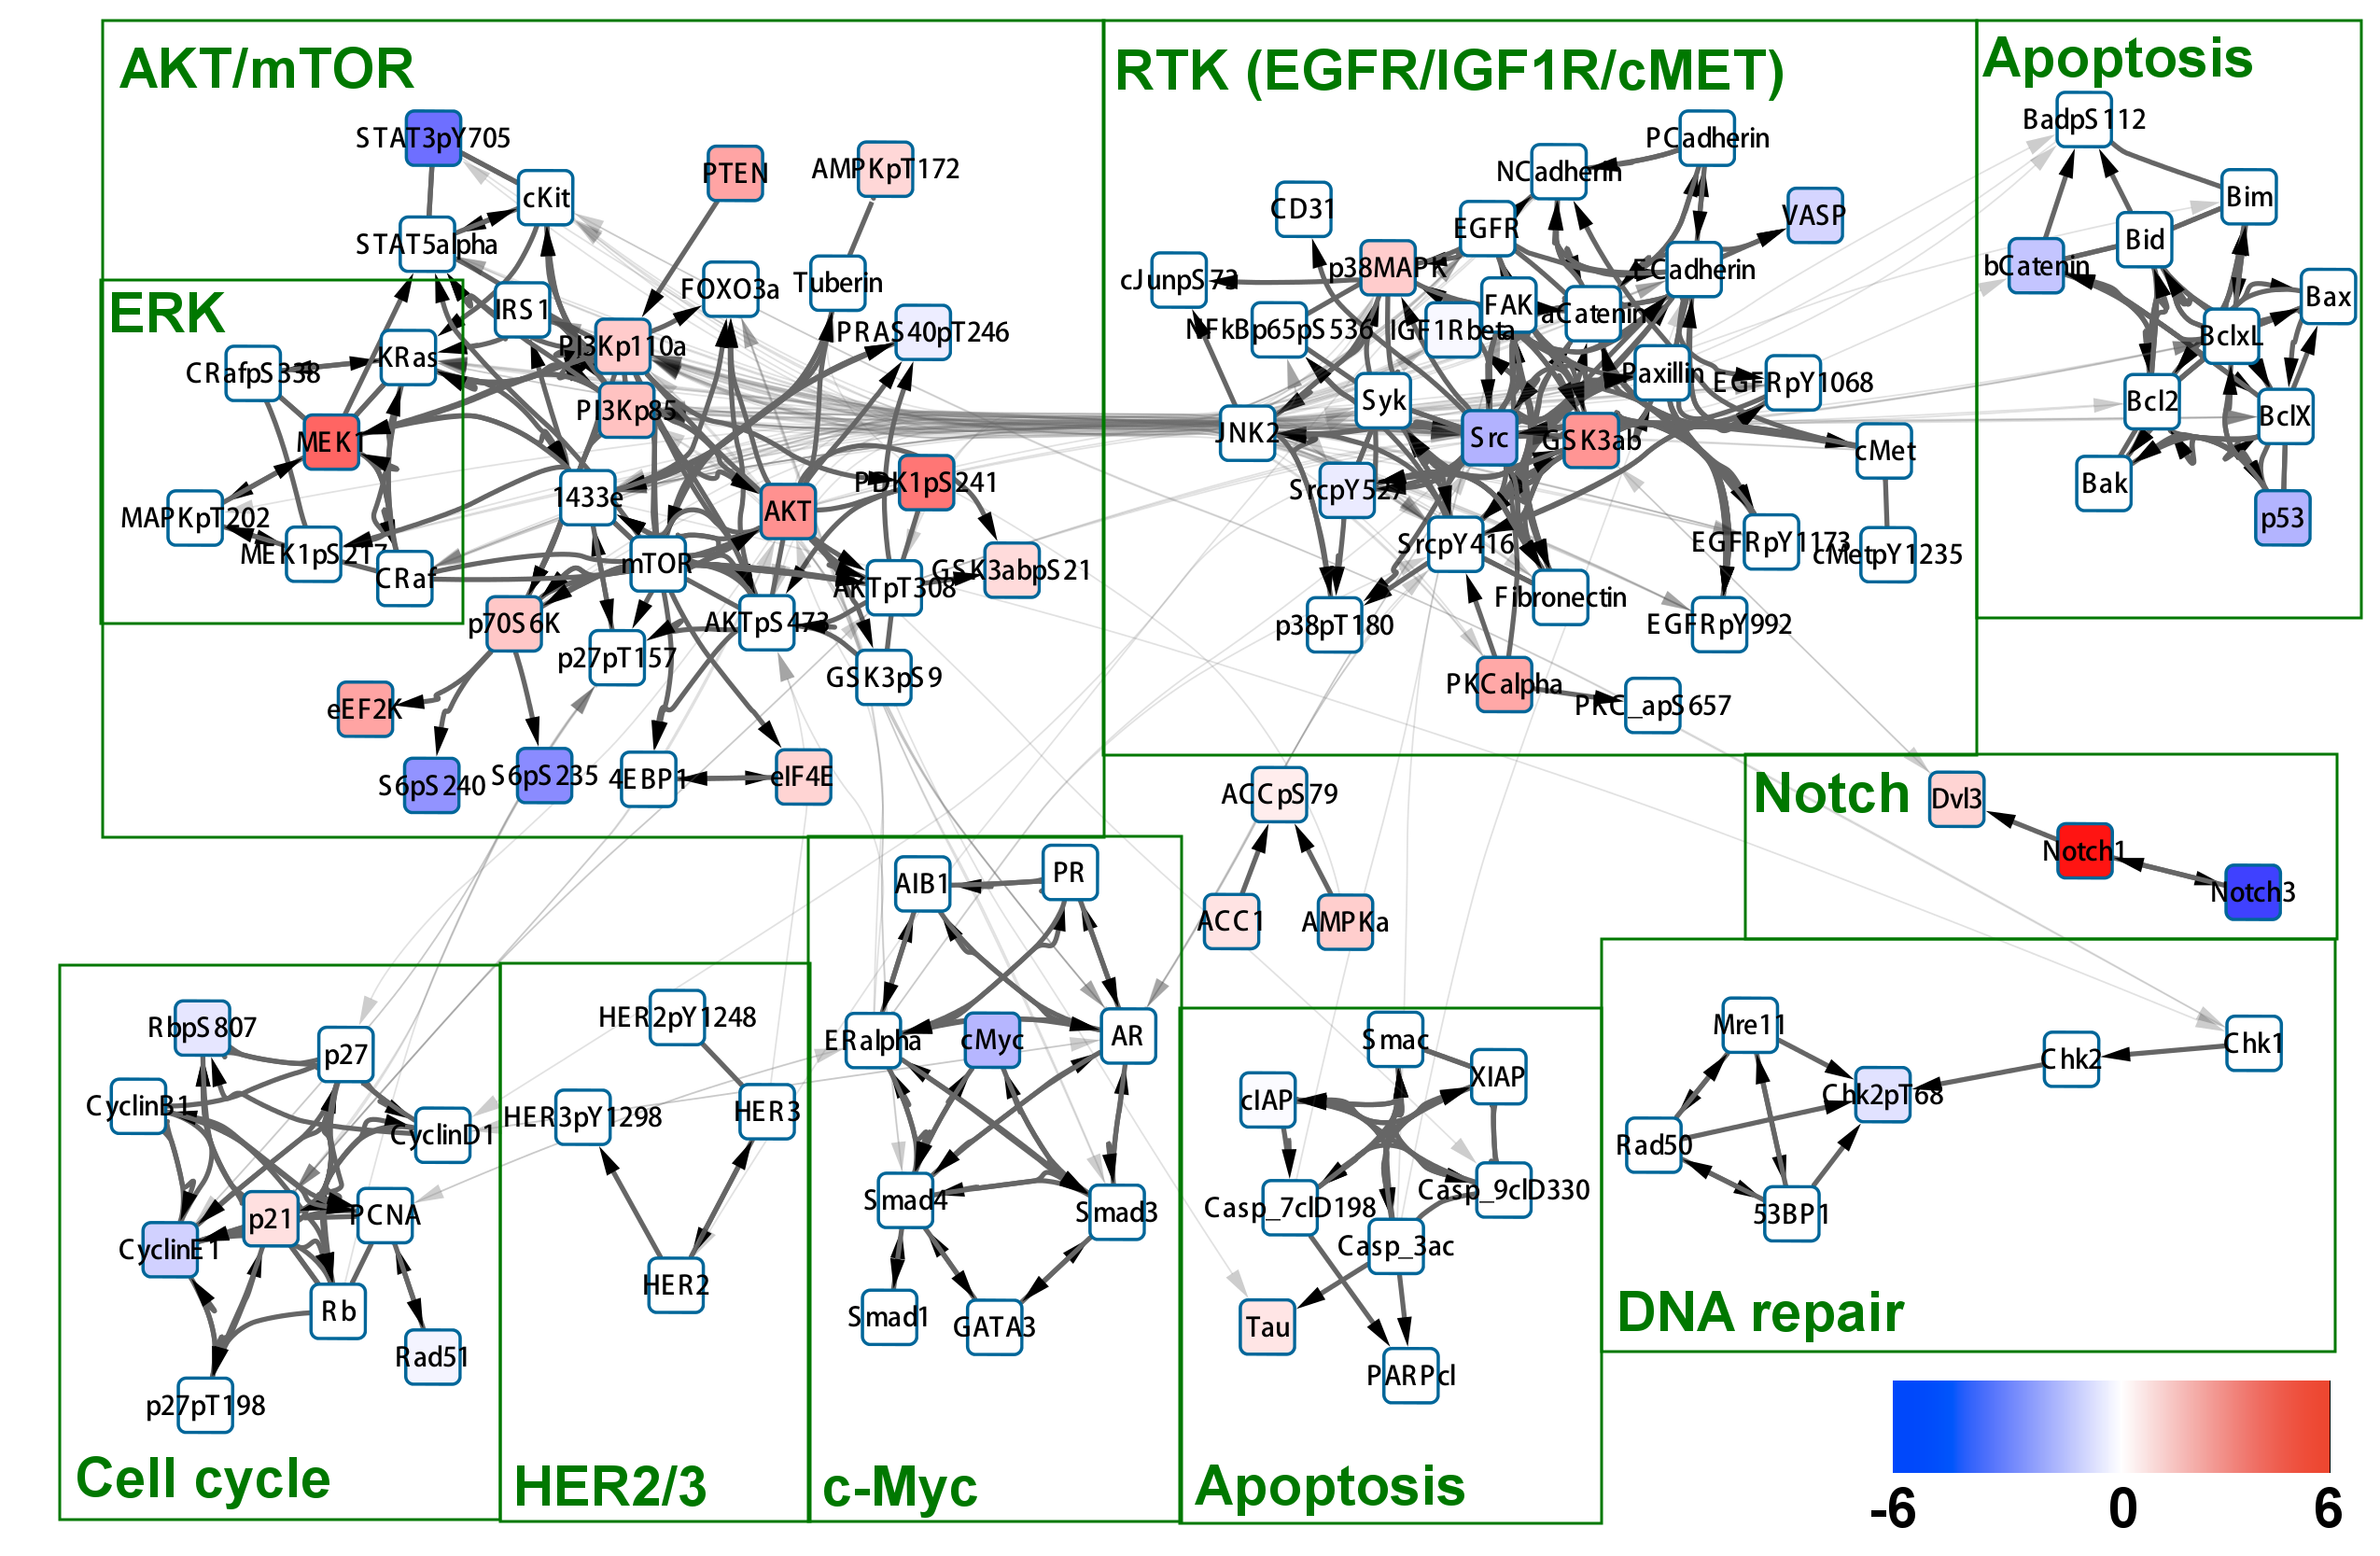 AKT/mTOR
STAT3pY705
cKit
STAT5alpha
PTEN
AMPKpT172
Tuberin
FOXO3a
PRAS40pT246
IRS1
PI3Kp110a
PI3Kp85
1433e
AKT
PDK1pS241
GSK3abpS21
mTOR
AKTpT308
AKTpS473
p70S6K
p27pT157
GSK3pS9
eEF2K
S6pS240
S6pS235
4EBP1
eIF4E
ERK
CRafpS338
KRas
MEK1
MAPKpT202
MEK1pS217
CRaf
RTK (EGFR/IGF1R/cMET)
PCadherin
NCadherin
CD31
EGFR
VASP
cJunpS73
p38MAPK
ECadherin
FAK
NFkBp65pS536
IGF1Rbeta
aCatenin
Paxillin
EGFRpY1068
Syk
JNK2
Src
GSK3ab
cMet
SrcpY527
SrcpY416
EGFRpY1173
cMetpY1235
Fibronectin
p38pT180
EGFRpY992
PKCalpha
PKC_apS657
Apoptosis
BadpS112
Bim
Bid
bCatenin
Bax
BclxL
Bcl2
BclX
Bak
p53
ACCpS79
ACC1
AMPKa
Notch
Dvl3
Notch1
Notch3
Cell cycle
RbpS807
p27
CyclinB1
CyclinD1
p21
PCNA
CyclinE1
Rb
Rad51
p27pT198
HER2/3
HER2pY1248
HER3pY1298
HER3
HER2
c-Myc
AIB1
PR
ERalpha
cMyc
AR
Smad4
Smad3
Smad1
GATA3
Apoptosis
Smac
XIAP
cIAP
Casp_9clD330
Casp_7clD198
Casp_3ac
Tau
PARPcl
DNA repair
Mre11
Chk1
Chk2
Chk2pT68
Rad50
53BP1
-6 0 6